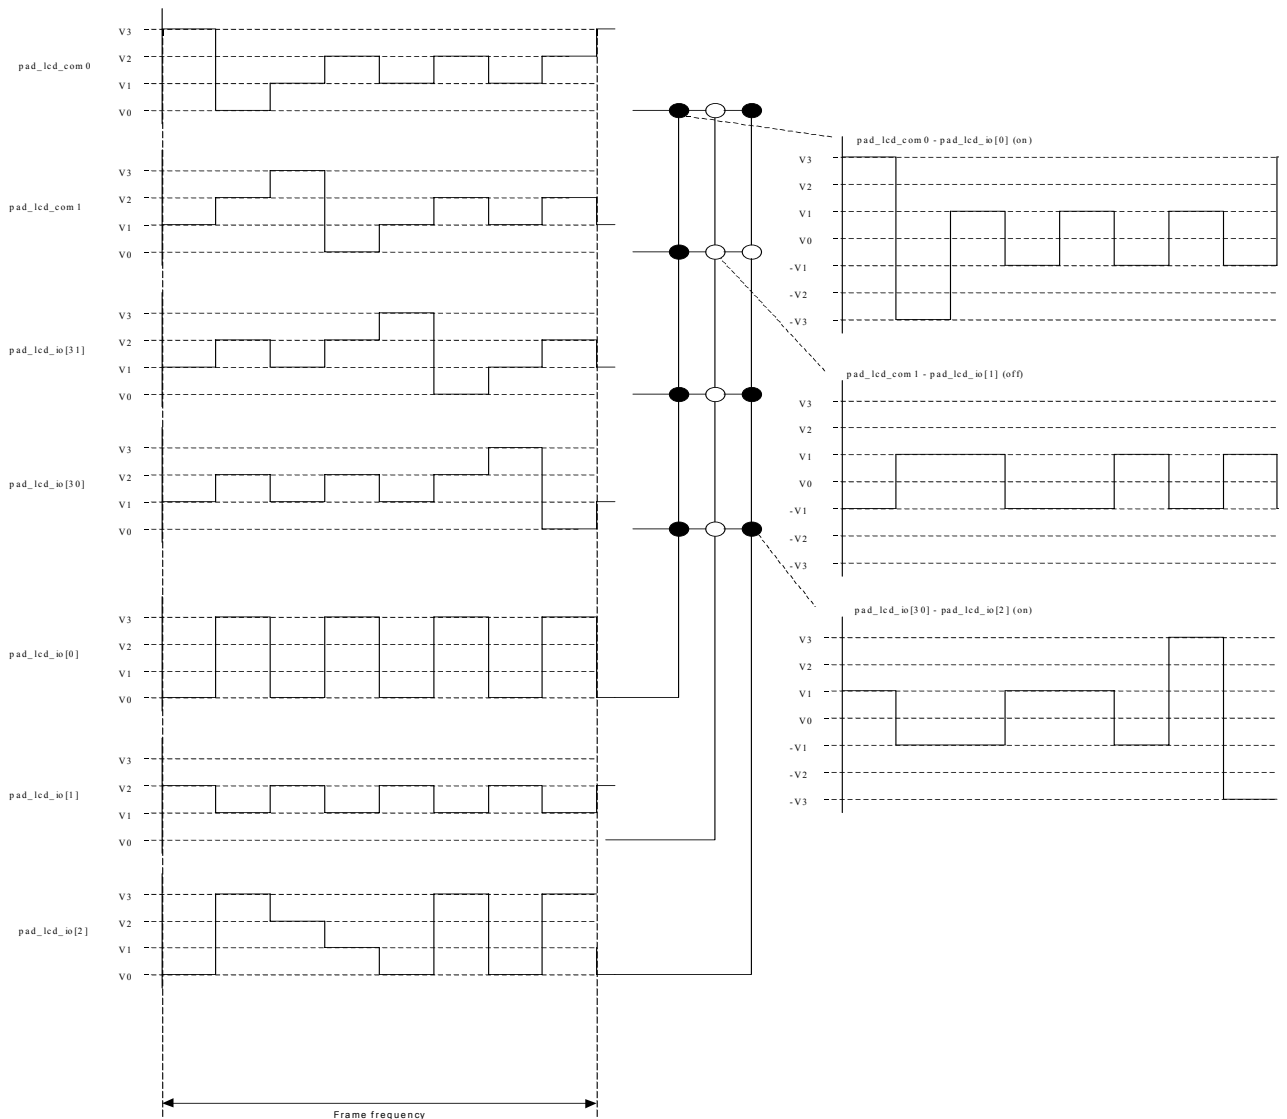 pad_lcd_com0
V3
V2
V1
V0
pad_lcd_com1
V3
V2
V1
V0
pad_lcd_io[31]
V3
V2
V1
V0
pad_lcd_io[30]
V3
V2
V1
V0
pad_lcd_io[0]
V3
V2
V1
V0
pad_lcd_io[1]
V3
V2
V1
V0
pad_lcd_io[2]
V3
V2
V1
V0
Frame frequency
pad_lcd_com0 - pad_lcd_io[0] (on)
V3
V2
V1
V0
-V1
-V2
-V3
pad_lcd_com1 - pad_lcd_io[1] (off)
V3
V2
V1
V0
-V1
-V2
-V3
pad_lcd_io[30] - pad_lcd_io[2] (on)
V3
V2
V1
V0
-V1
-V2
-V3